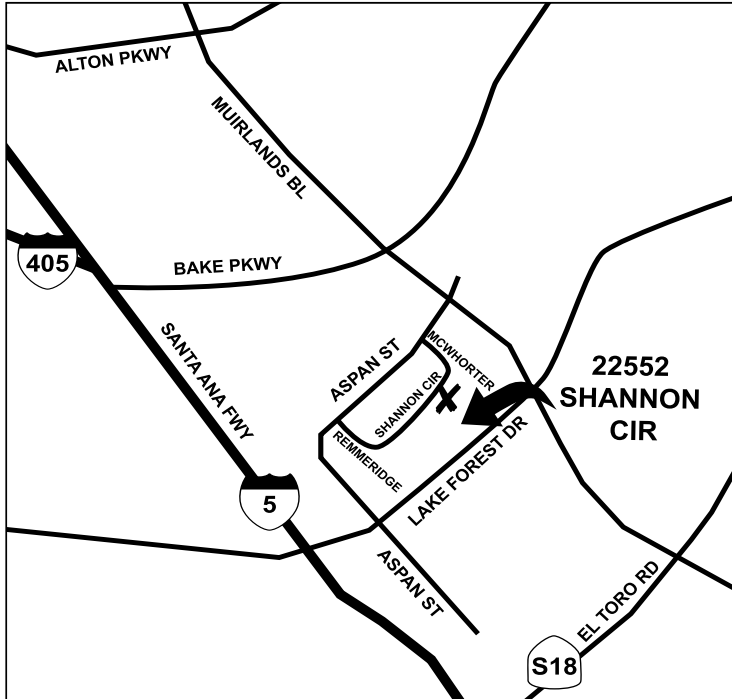 ALTON PKWY
MUIRLANDS BL
405
BAKE PKWY
SANTA ANA FWY
ASPAN ST
MCWHORTER
SHANNON CIR
22552
SHANNON
CIR
REMMERIDGE
LAKE FOREST DR
5
ASPAN ST
EL TORO RD
S18